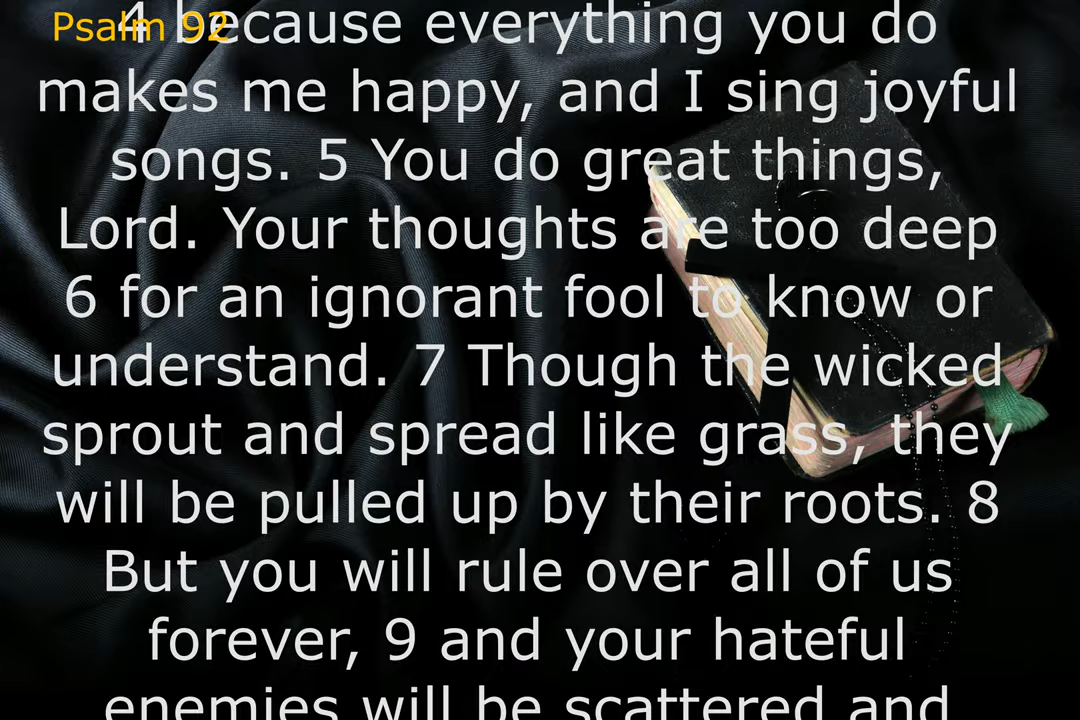 Psalm 92
4 because everything you do
makes me happy, and I sing joyful
songs. 5 You do great things,
Lord. Your thoughts are too deep
6 for an ignorant fool to know or
understand. 7 Though the wicked
sprout and spread like grass, they
will be pulled up by their roots. 8
But you will rule over all of us
forever, 9 and your hateful
enemies will be scattered and